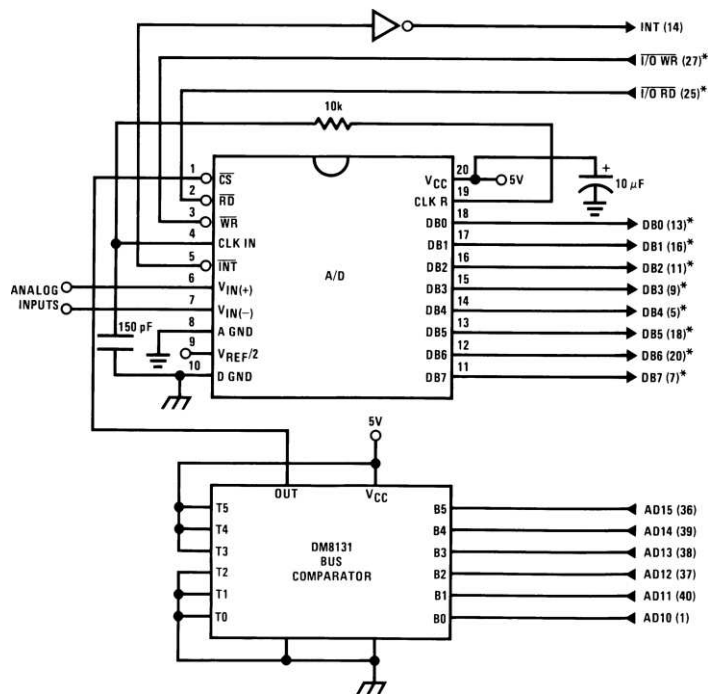 INT (14)
I/O WR (27)*
I/O RD (25)*
10k
1 CS
2 RD
3 WR
4 CLK IN
5 INT
6 VIN(+)
7 VIN(−)
8 A GND
9 VREF/2
10 D GND
A/D
20 VCC
19 CLK R
18 DB0
17 DB1
16 DB2
15 DB3
14 DB4
13 DB5
12 DB6
11 DB7
5V
+
10 μF
DB0 (13)*
DB1 (16)*
DB2 (11)*
DB3 (9)*
DB4 (5)*
DB5 (18)*
DB6 (20)*
DB7 (7)*
ANALOG
INPUTS
150 pF
5V
OUT
VCC
T5
T4
T3
T2
T1
T0
DM8131
BUS
COMPARATOR
B5
B4
B3
B2
B1
B0
AD15 (36)
AD14 (39)
AD13 (38)
AD12 (37)
AD11 (40)
AD10 (1)